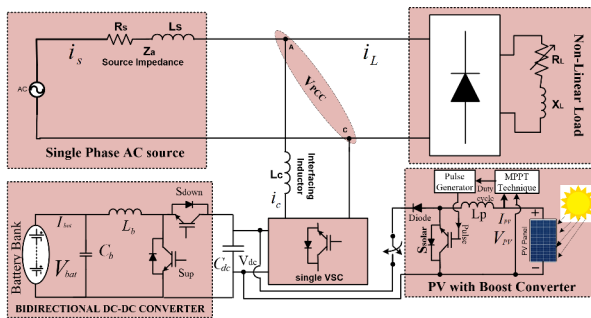 Rs
Ls
is
Za
Source Impedance
AC
Single Phase AC source
A
VPCC
C
iL
RL
XL
Non-Linear Load
Lc
ic
Interfacing
Inductor
single VSC
Battery Bank
Ibat
Vbat
Cb
Lb
Sdown
Sup
Cdc
Vdc
BIDIRECTIONAL DC-DC CONVERTER
Pulse
Generator
Duty
cycle
MPPT
Technique
Diode
Ssolar
Pulse
Lp
IPV
VPV
+
−
PV Panel
PV with Boost Converter